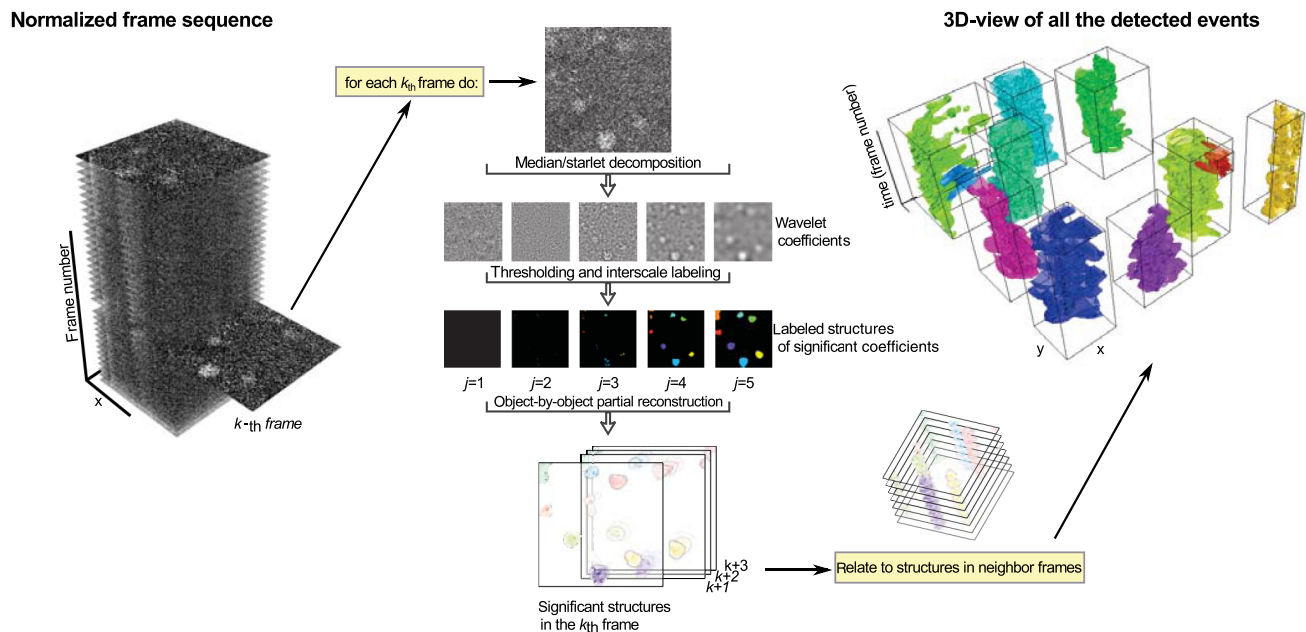 Normalized frame sequence
Frame number
x
k-th frame
for each kth frame do:
Median/starlet decomposition
Wavelet
coefficients
Thresholding and interscale labeling
Labeled structures
of significant coefficients
j=1 j=2 j=3 j=4 j=5
Object-by-object partial reconstruction
k+3
k+2
k+1
Significant structures
in the kth frame
Relate to structures in neighbor frames
3D-view of all the detected events
time (frame number)
y x